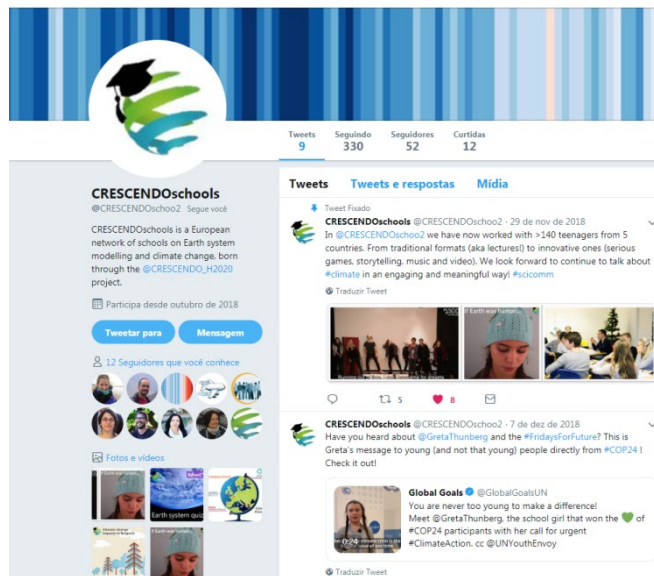 Tweets Seguindo Seguidores Curtidas
9 330 52 12
CRESCENDOschools
@CRESCENDOschoo2 Segue você
CRESCENDOschools is a European
network of schools on Earth system
modelling and climate change, born
through the @CRESCENDO_H2020
project.
Participa desde outubro de 2018
Tweetar para Mensagem
12 Seguidores que você conhece
Fotos e vídeos
Earth system quiz
Tweets Tweets e respostas Mídia
Tweet Fixado
CRESCENDOschools @CRESCENDOschoo2 · 29 de nov de 2018
In @CRESCENDOschoo2 we have now worked with >140 teenagers from 5
countries. From traditional formats (aka lectures!) to innovative ones (serious
games, storytelling, music and video). We look forward to continue to talk about
#climate in an engaging and meaningful way! #scicomm
Traduzir Tweet
If Earth was human...
5 8
CRESCENDOschools @CRESCENDOschoo2 · 7 de dez de 2018
Have you heard about @GretaThunberg and the #FridaysForFuture? This is
Greta's message to young (and not that young) people directly from #COP24 !
Check it out!
Global Goals @GlobalGoalsUN
You are never too young to make a difference!
Meet @GretaThunberg, the school girl that won the 💚 of
#COP24 participants with her call for urgent
#ClimateAction. cc @UNYouthEnvoy
Traduzir Tweet